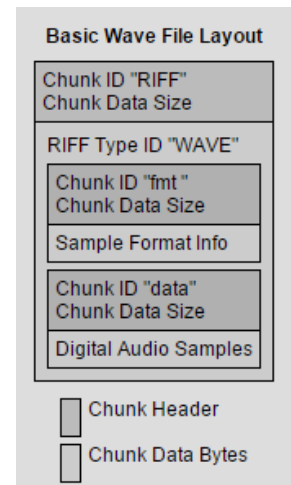 Basic Wave File Layout
Chunk ID "RIFF"
Chunk Data Size
RIFF Type ID "WAVE"
Chunk ID "fmt "
Chunk Data Size
Sample Format Info
Chunk ID "data"
Chunk Data Size
Digital Audio Samples
Chunk Header
Chunk Data Bytes